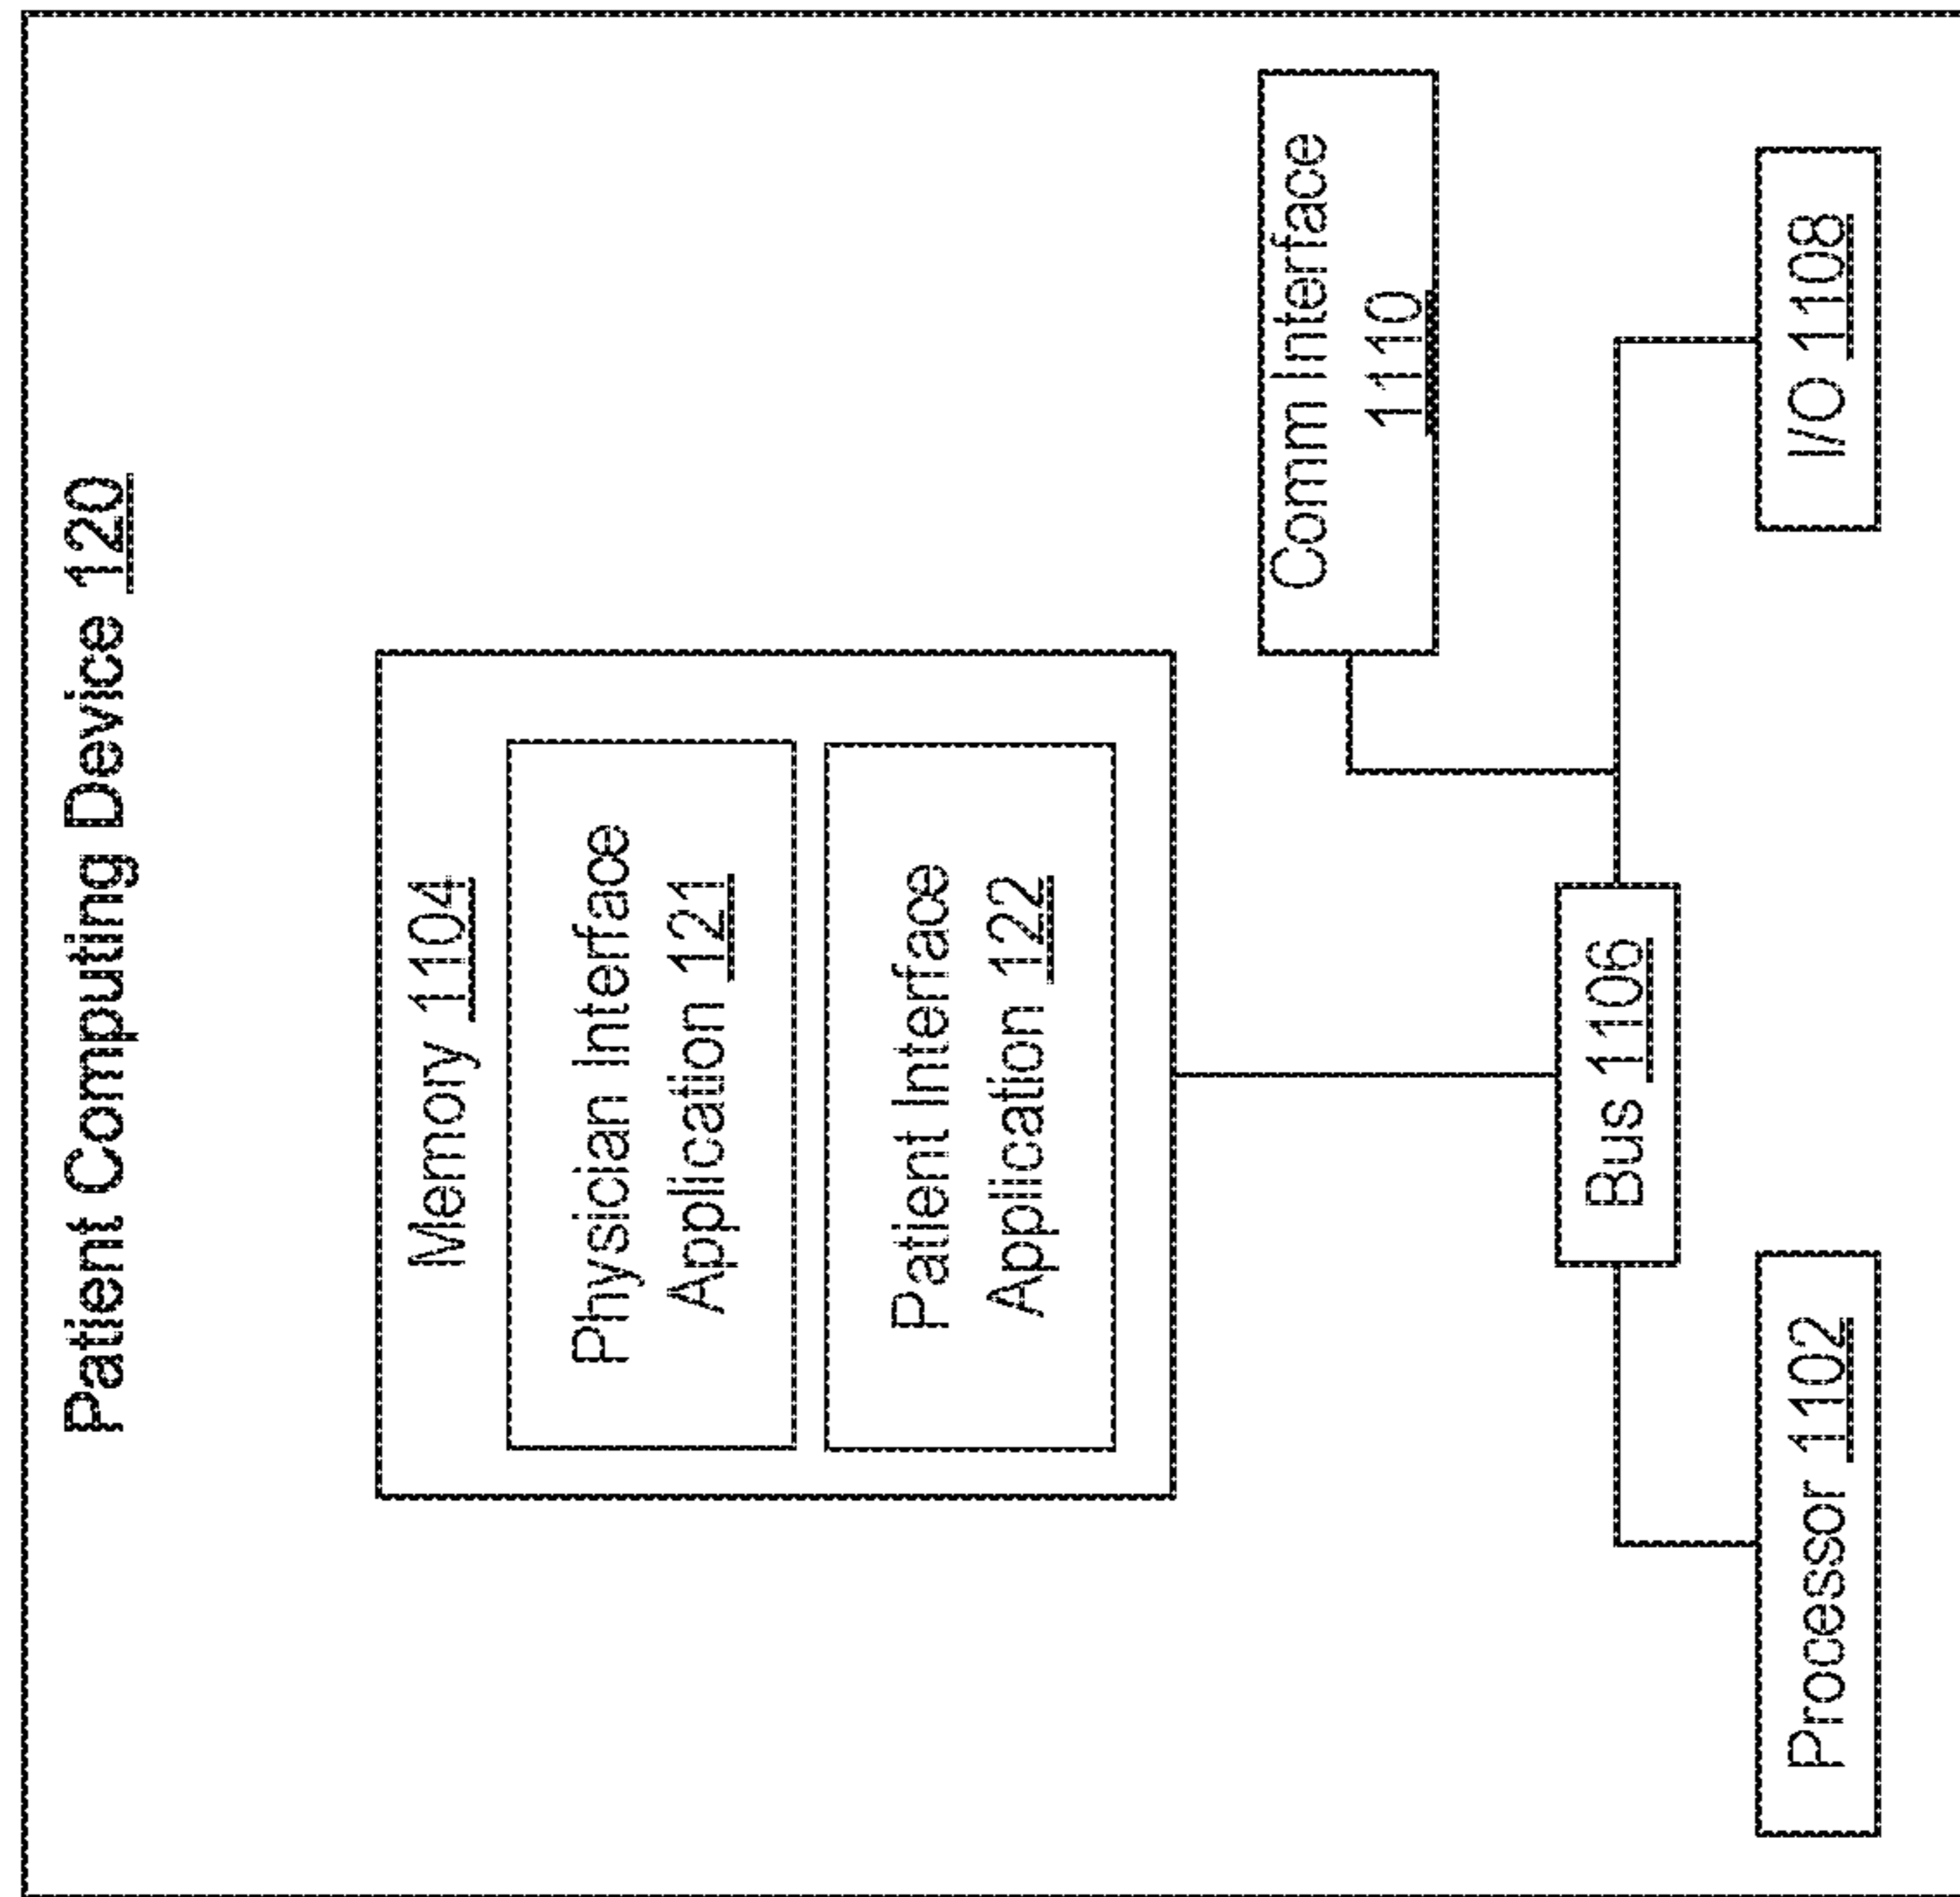 Patient Computing Device 120
Memory 1104
Physician Interface
Application 121
Patient Interface
Application 122
Comm Interface
1110
Bus 1106
Processor 1102
I/O 1108